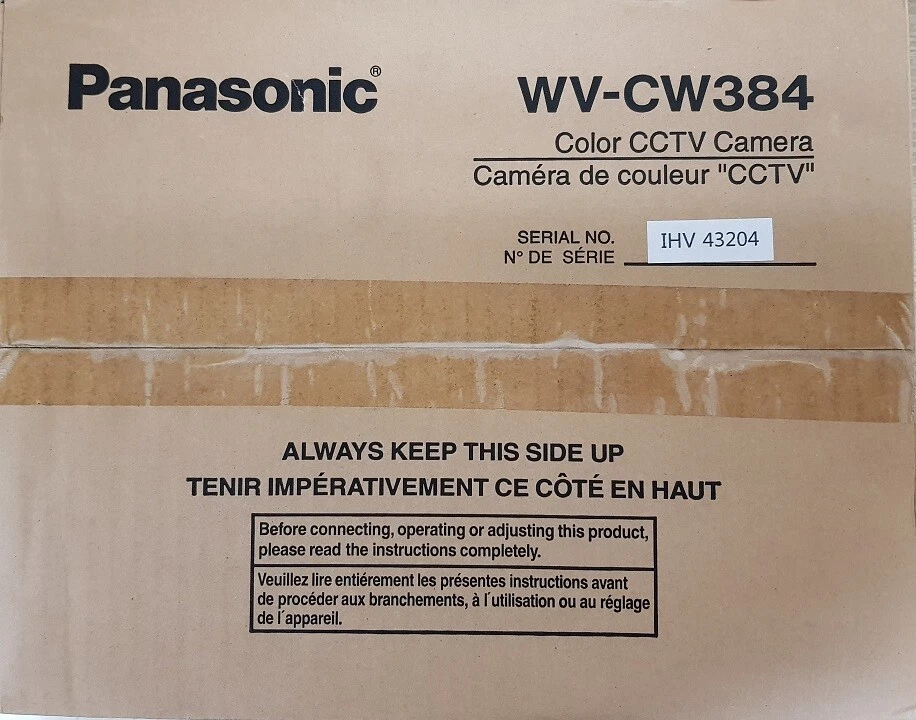 Panasonic®
WV-CW384
Color CCTV Camera
Caméra de couleur "CCTV"
SERIAL NO.
N° DE SÉRIE
IHV 43204
ALWAYS KEEP THIS SIDE UP
TENIR IMPÉRATIVEMENT CE CÔTÉ EN HAUT
Before connecting, operating or adjusting this product,
please read the instructions completely.
Veuillez lire entiérement les présentes instructions avant
de procéder aux branchements, à l´utilisation ou au réglage
de l´appareil.